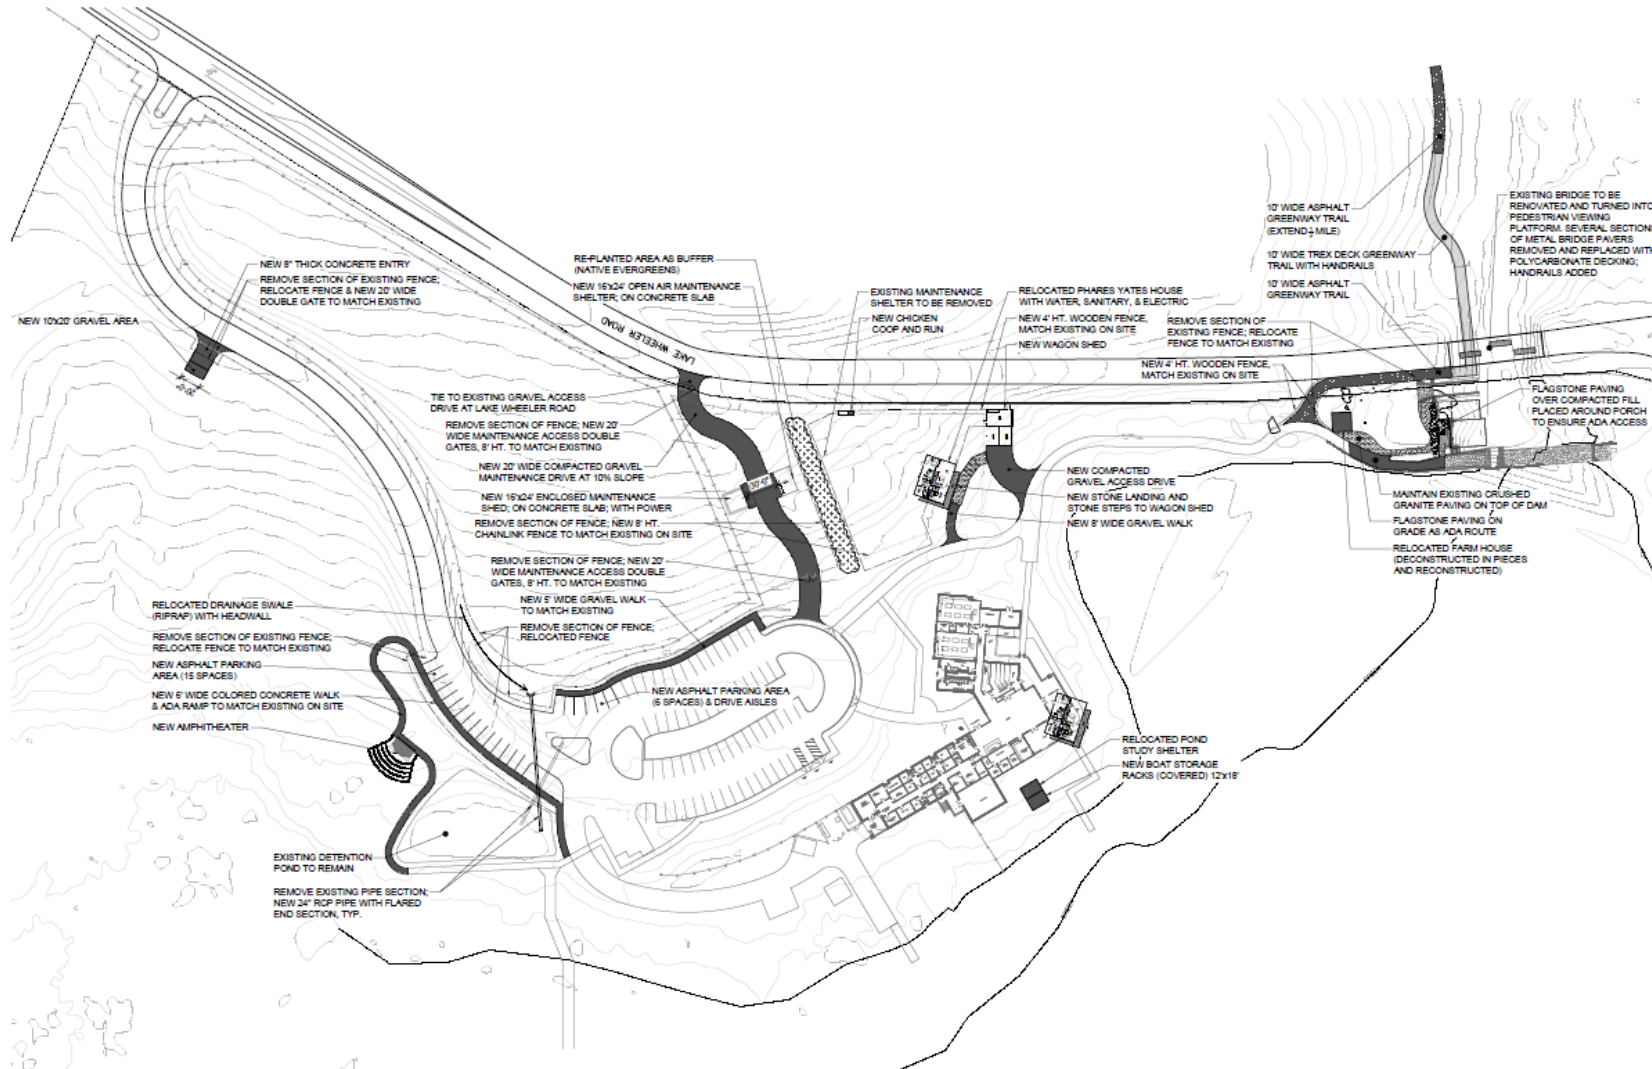 NEW 8" THICK CONCRETE ENTRY
REMOVE SECTION OF EXISTING FENCE;
RELOCATE FENCE & NEW 20' WIDE
DOUBLE GATE TO MATCH EXISTING
NEW 10'x20' GRAVEL AREA
20'-0"
LAKE WHEELER ROAD
RE-PLANTED AREA AS BUFFER
(NATIVE EVERGREENS)
NEW 16'x24' OPEN AIR MAINTENANCE
SHELTER; ON CONCRETE SLAB
EXISTING MAINTENANCE
SHELTER TO BE REMOVED
NEW CHICKEN
COOP AND RUN
RELOCATED PHARES YATES HOUSE
WITH WATER, SANITARY, & ELECTRIC
NEW 4' HT. WOODEN FENCE,
MATCH EXISTING ON SITE
NEW WAGON SHED
10' WIDE ASPHALT
GREENWAY TRAIL
10' WIDE TREX DECK GREENWAY
TRAIL WITH HANDRAILS
10' WIDE ASPHALT
GREENWAY TRAIL
EXISTING BRIDGE TO BE
RENOVATED AND TURNED INTO
PEDESTRIAN VIEWING
PLATFORM. SEVERAL SECTIONS
OF METAL BRIDGE PAVERS
REMOVED AND REPLACED WITH
POLYCARBONATE DECKING;
HANDRAILS ADDED
REMOVE SECTION OF
EXISTING FENCE; RELOCATE
FENCE TO MATCH EXISTING
NEW 4' HT. WOODEN FENCE,
MATCH EXISTING ON SITE
FLAGSTONE PAVING
OVER COMPACTED FILL
PLACED AROUND PORCH
TO ENSURE ADA ACCESS
TIE TO EXISTING GRAVEL ACCESS
DRIVE AT LAKE WHEELER ROAD
REMOVE SECTION OF FENCE; NEW 20'
WIDE MAINTENANCE ACCESS DOUBLE
GATES, 8' HT. TO MATCH EXISTING
NEW 20' WIDE COMPACTED GRAVEL
MAINTENANCE DRIVE AT 10% SLOPE
30'-0"
NEW 16'x24' ENCLOSED MAINTENANCE
SHED; ON CONCRETE SLAB; WITH POWER
REMOVE SECTION OF FENCE; NEW 8' HT.
CHAINLINK FENCE TO MATCH EXISTING ON SITE
REMOVE SECTION OF FENCE; NEW 20'
WIDE MAINTENANCE ACCESS DOUBLE
GATES, 8' HT. TO MATCH EXISTING
NEW 5' WIDE GRAVEL WALK
TO MATCH EXISTING
REMOVE SECTION OF FENCE;
RELOCATED FENCE
NEW COMPACTED
GRAVEL ACCESS DRIVE
NEW STONE LANDING AND
STONE STEPS TO WAGON SHED
NEW 8' WIDE GRAVEL WALK
MAINTAIN EXISTING CRUSHED
GRANITE PAVING ON TOP OF DAM
FLAGSTONE PAVING ON
GRADE AS ADA ROUTE
RELOCATED FARM HOUSE
(DECONSTRUCTED IN PIECES
AND RECONSTRUCTED)
RELOCATED DRAINAGE SWALE
(RIPRAP) WITH HEADWALL
REMOVE SECTION OF EXISTING FENCE;
RELOCATE FENCE TO MATCH EXISTING
NEW ASPHALT PARKING
AREA (15 SPACES)
NEW 6' WIDE COLORED CONCRETE WALK
& ADA RAMP TO MATCH EXISTING ON SITE
NEW AMPHITHEATER
NEW ASPHALT PARKING AREA
(6 SPACES) & DRIVE AISLES
RELOCATED POND
STUDY SHELTER
NEW BOAT STORAGE
RACKS (COVERED) 12'x18'
EXISTING DETENTION
POND TO REMAIN
REMOVE EXISTING PIPE SECTION;
NEW 24" RCP PIPE WITH FLARED
END SECTION, TYP.